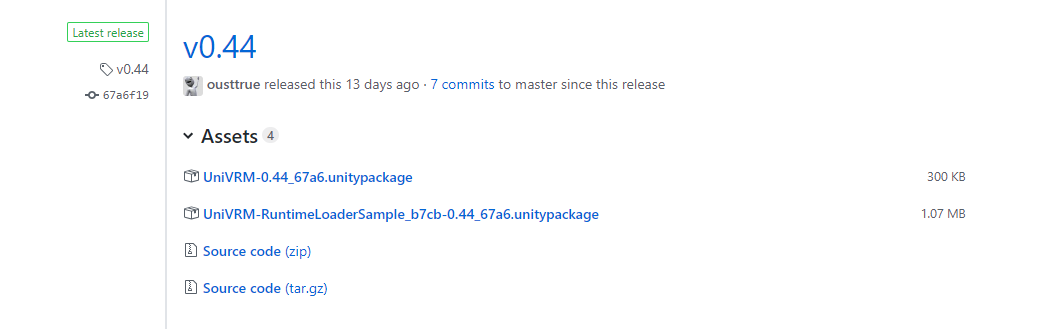 Latest release
v0.44
67a6f19
v0.44
ousttrue released this 13 days ago · 7 commits to master since this release
Assets 4
UniVRM-0.44_67a6.unitypackage 300 KB
UniVRM-RuntimeLoaderSample_b7cb-0.44_67a6.unitypackage 1.07 MB
Source code (zip)
Source code (tar.gz)